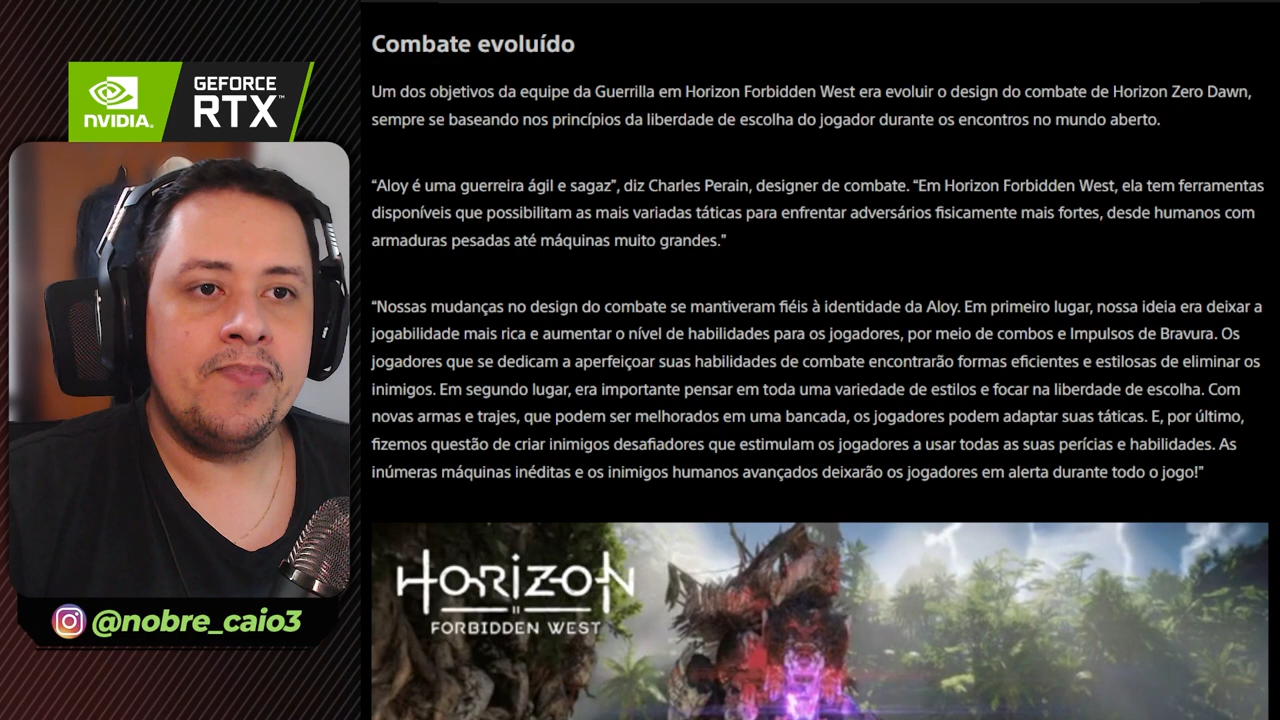 NVIDIA.
GEFORCE
RTX™
@nobre_caio3
Combate evoluído
Um dos objetivos da equipe da Guerrilla em Horizon Forbidden West era evoluir o design do combate de Horizon Zero Dawn,
sempre se baseando nos princípios da liberdade de escolha do jogador durante os encontros no mundo aberto.
“Aloy é uma guerreira ágil e sagaz”, diz Charles Perain, designer de combate. “Em Horizon Forbidden West, ela tem ferramentas
disponíveis que possibilitam as mais variadas táticas para enfrentar adversários fisicamente mais fortes, desde humanos com
armaduras pesadas até máquinas muito grandes.”
“Nossas mudanças no design do combate se mantiveram fiéis à identidade da Aloy. Em primeiro lugar, nossa ideia era deixar a
jogabilidade mais rica e aumentar o nível de habilidades para os jogadores, por meio de combos e Impulsos de Bravura. Os
jogadores que se dedicam a aperfeiçoar suas habilidades de combate encontrarão formas eficientes e estilosas de eliminar os
inimigos. Em segundo lugar, era importante pensar em toda uma variedade de estilos e focar na liberdade de escolha. Com
novas armas e trajes, que podem ser melhorados em uma bancada, os jogadores podem adaptar suas táticas. E, por último,
fizemos questão de criar inimigos desafiadores que estimulam os jogadores a usar todas as suas perícias e habilidades. As
inúmeras máquinas inéditas e os inimigos humanos avançados deixarão os jogadores em alerta durante todo o jogo!”
HORIZON
II
FORBIDDEN WEST